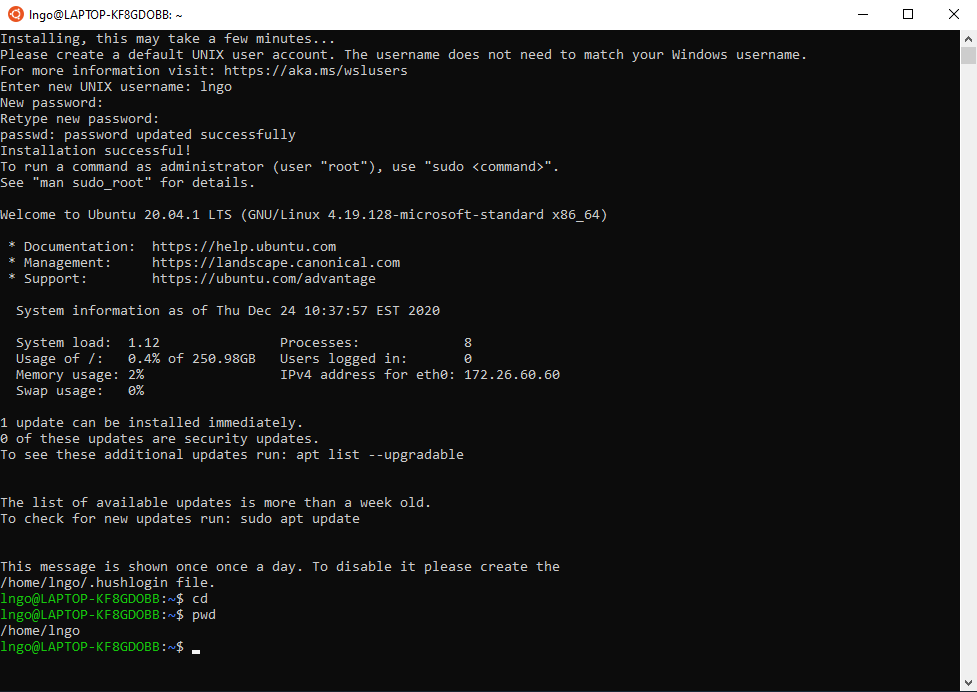 lngo@LAPTOP-KF8GDOBB: ~
Installing, this may take a few minutes...
Please create a default UNIX user account. The username does not need to match your Windows username.
For more information visit: https://aka.ms/wslusers
Enter new UNIX username: lngo
New password:
Retype new password:
passwd: password updated successfully
Installation successful!
To run a command as administrator (user "root"), use "sudo <command>".
See "man sudo_root" for details.

Welcome to Ubuntu 20.04.1 LTS (GNU/Linux 4.19.128-microsoft-standard x86_64)

 * Documentation:  https://help.ubuntu.com
 * Management:     https://landscape.canonical.com
 * Support:        https://ubuntu.com/advantage

  System information as of Thu Dec 24 10:37:57 EST 2020

  System load:  1.12               Processes:             8
  Usage of /:   0.4% of 250.98GB   Users logged in:       0
  Memory usage: 2%                 IPv4 address for eth0: 172.26.60.60
  Swap usage:   0%

1 update can be installed immediately.
0 of these updates are security updates.
To see these additional updates run: apt list --upgradable


The list of available updates is more than a week old.
To check for new updates run: sudo apt update


This message is shown once once a day. To disable it please create the
/home/lngo/.hushlogin file.
lngo@LAPTOP-KF8GDOBB:~$ cd
lngo@LAPTOP-KF8GDOBB:~$ pwd
/home/lngo
lngo@LAPTOP-KF8GDOBB:~$